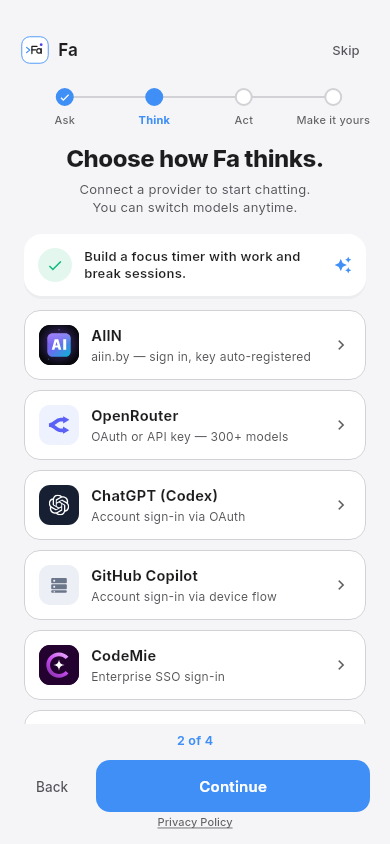 >Fa
Fa
Skip
Ask
Think
Act
Make it yours
Choose how Fa thinks.
Connect a provider to start chatting.
You can switch models anytime.
Build a focus timer with work and
break sessions.
AI
AIIN
aiin.by — sign in, key auto-registered
OpenRouter
OAuth or API key — 300+ models
ChatGPT (Codex)
Account sign-in via OAuth
GitHub Copilot
Account sign-in via device flow
CodeMie
Enterprise SSO sign-in
2 of 4
Back
Continue
Privacy Policy